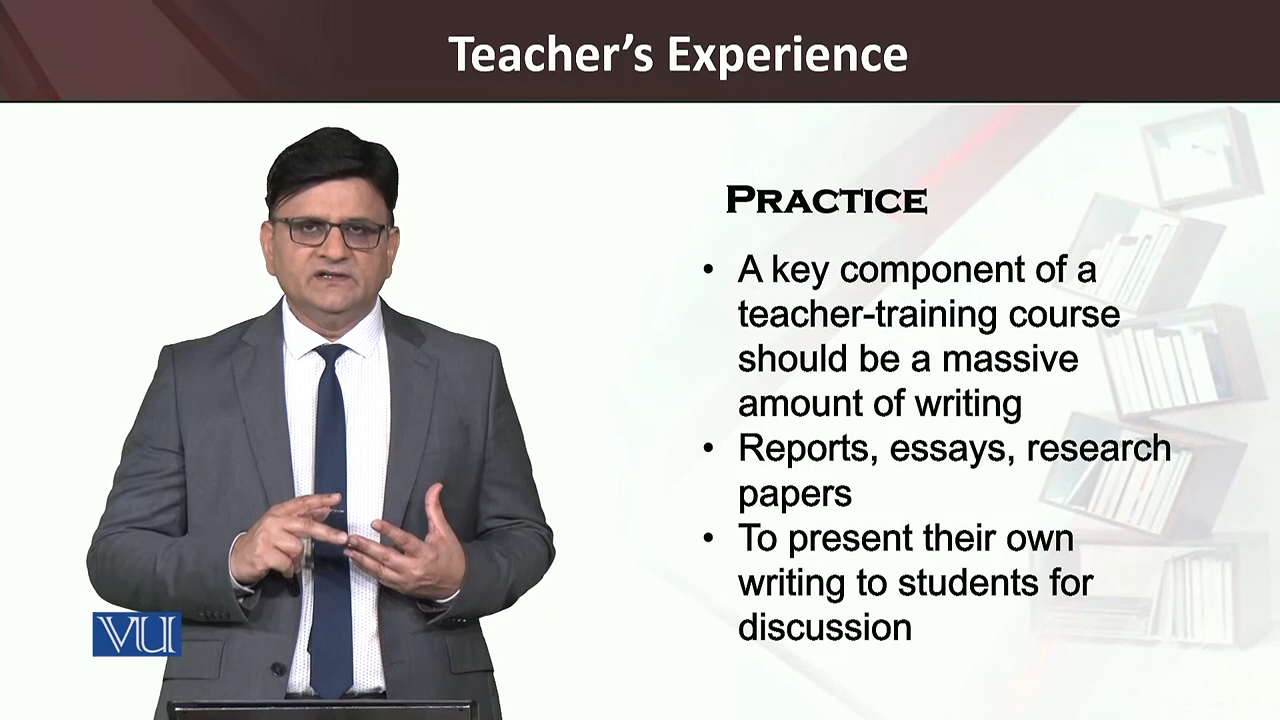 Teacher's Experience
PRACTICE
• A key component of a
teacher-training course
should be a massive
amount of writing
• Reports, essays, research
papers
• To present their own
writing to students for
discussion
VU